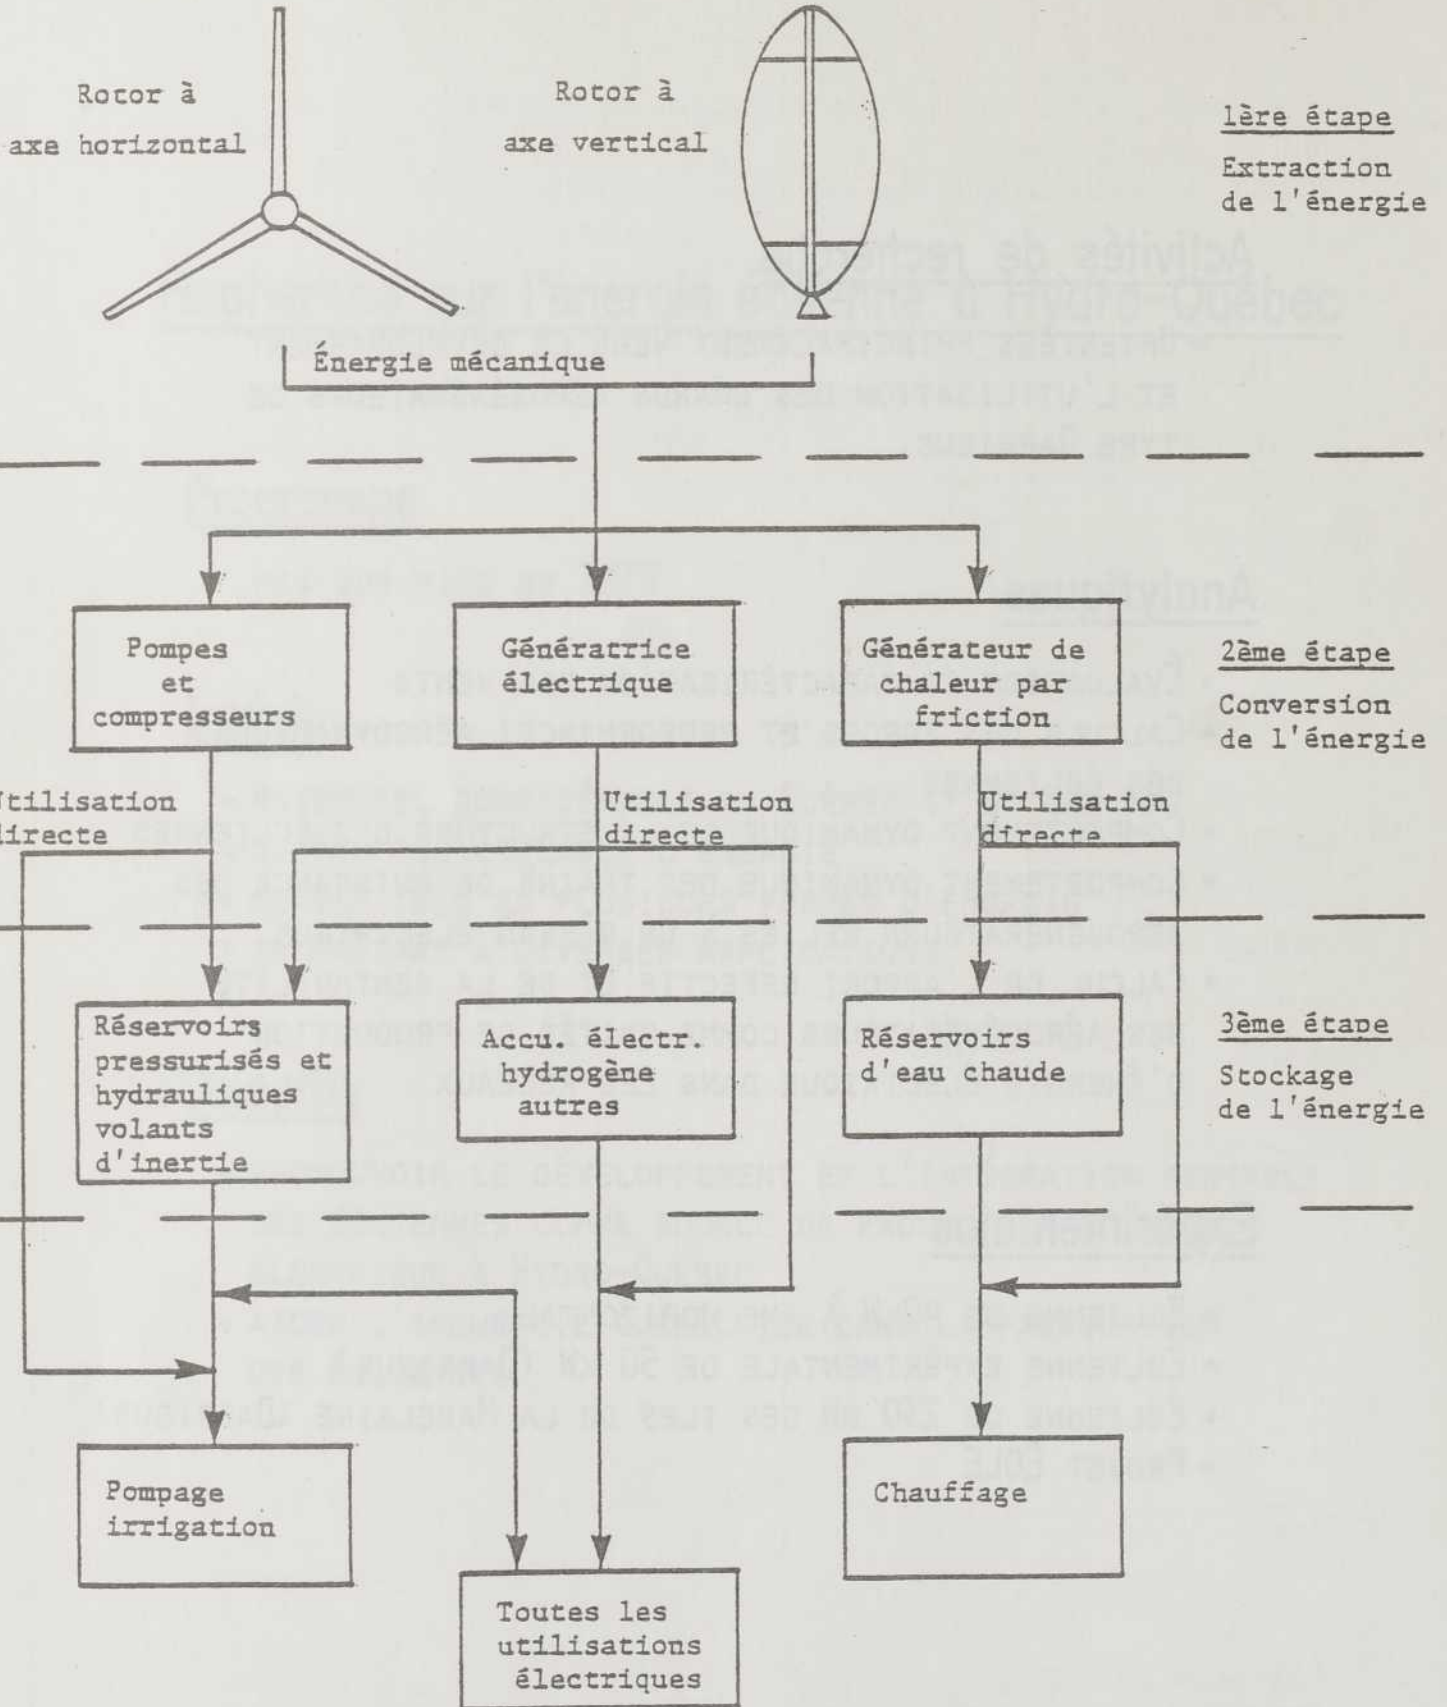 Rotor à
axe horizontal
Rotor à
axe vertical
1ère étape
Extraction
de l'énergie
Énergie mécanique
Pompes
et
compresseurs
Génératrice
électrique
Générateur de
chaleur par
friction
2ème étape
Conversion
de l'énergie
Utilisation
directe
Utilisation
directe
Utilisation
directe
Réservoirs
pressurisés et
hydrauliques
volants
d'inertie
Accu. électr.
hydrogène
autres
Réservoirs
d'eau chaude
3ème étape
Stockage
de l'énergie
Pompage
irrigation
Chauffage
Toutes les
utilisations
électriques